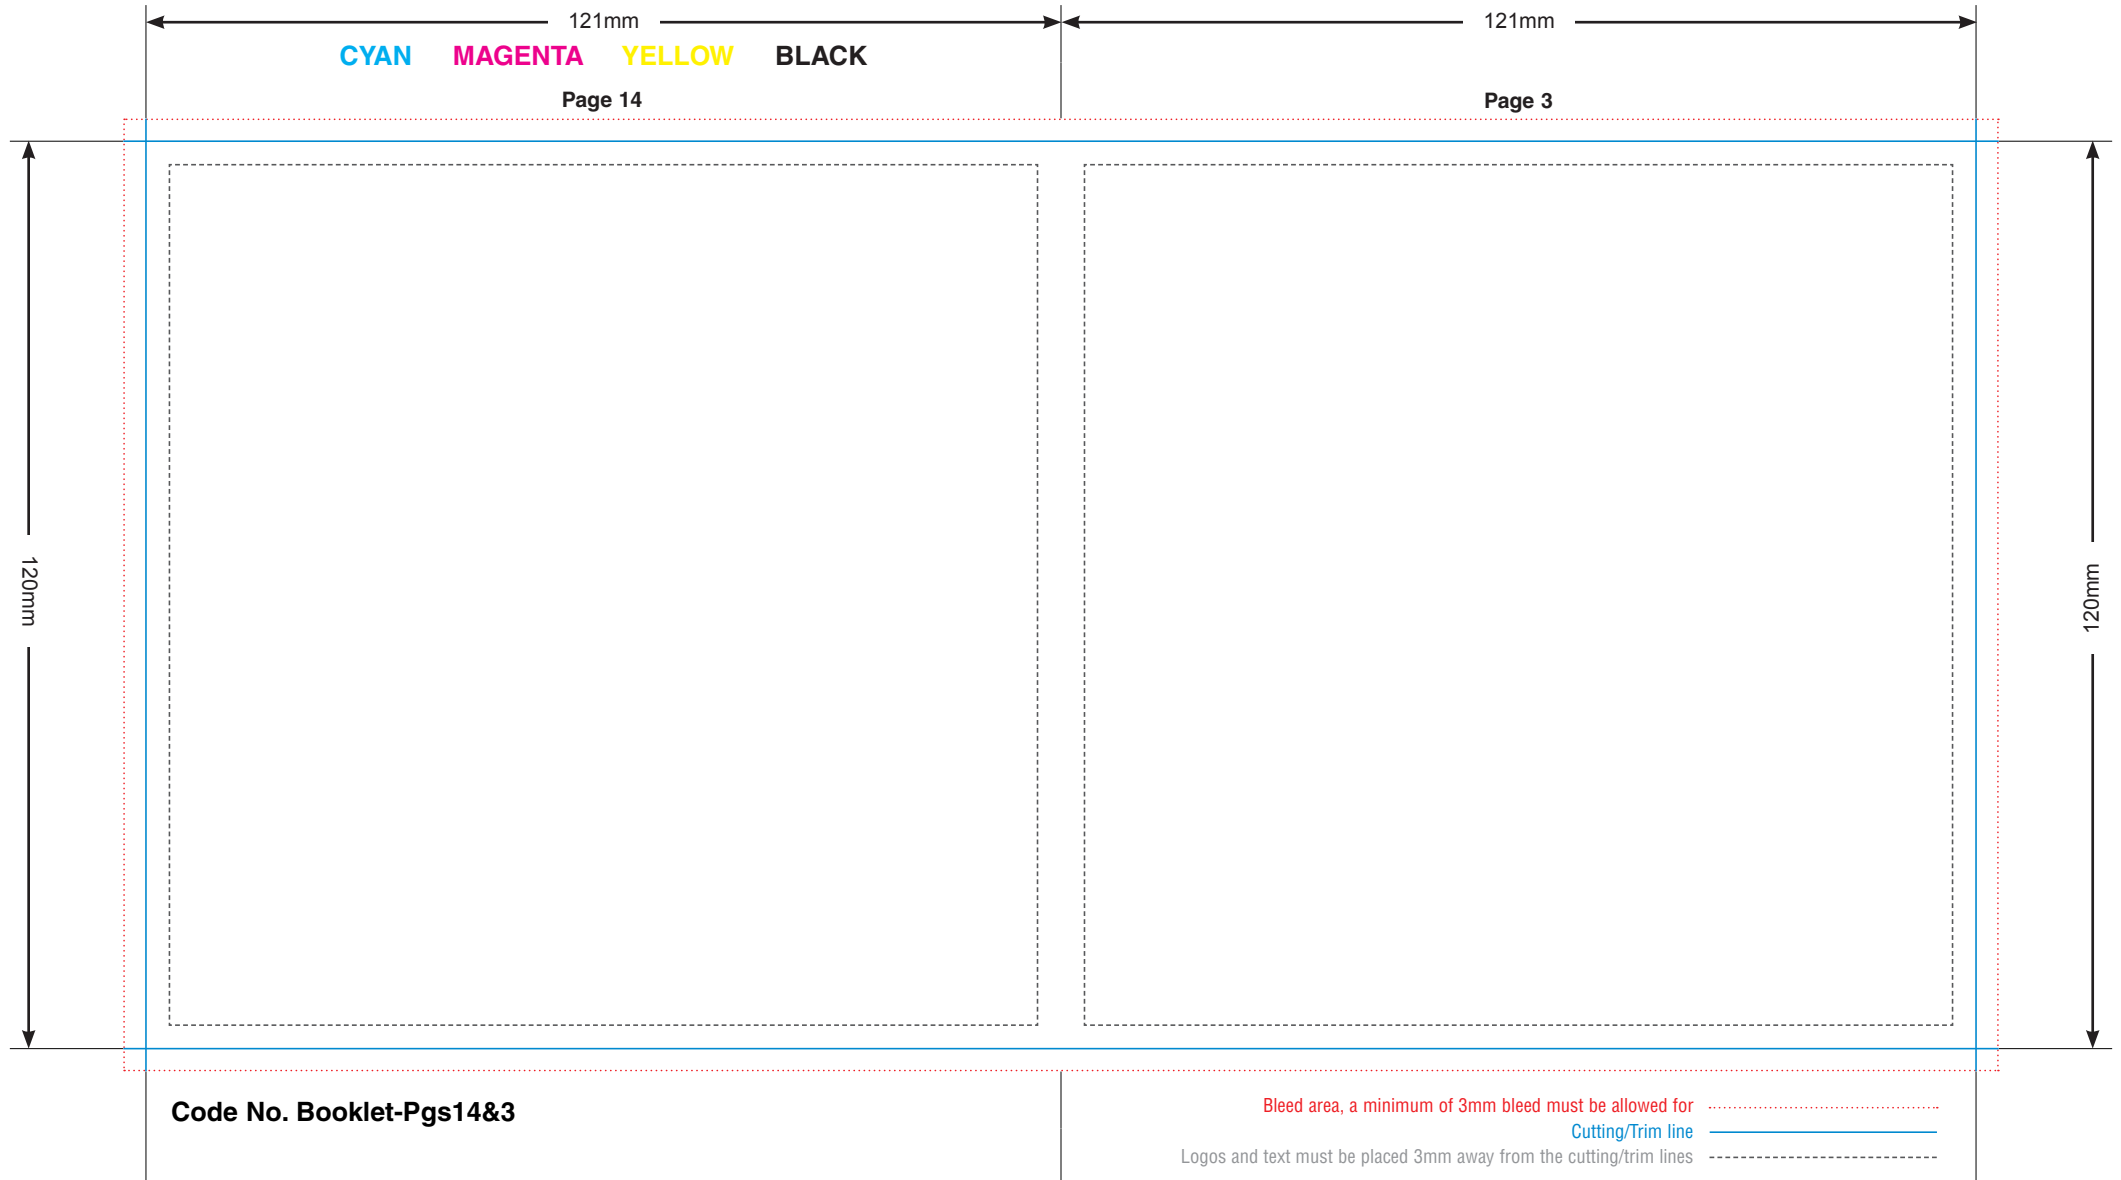 121mm 121mm
CYAN MAGENTA YELLOW BLACK
Page 14 Page 3
120mm
120mm
Code No. Booklet-Pgs14&3
Bleed area, a minimum of 3mm bleed must be allowed for
Cutting/Trim line
Logos and text must be placed 3mm away from the cutting/trim lines